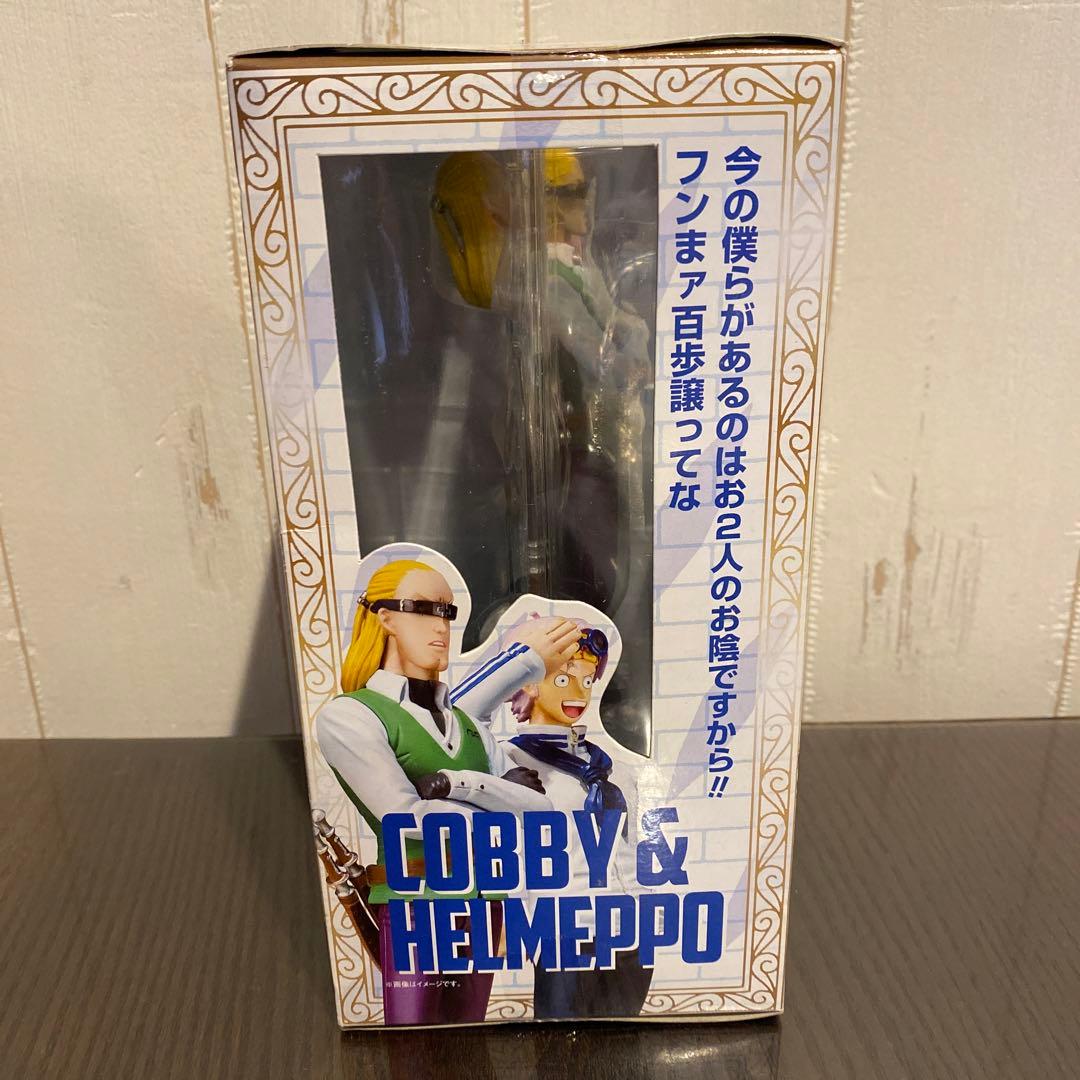 今の僕らがあるのはお2人のお陰ですから!!
フンまァ百歩譲ってな
COBBY &
HELMEPPO
※画像はイメージです。